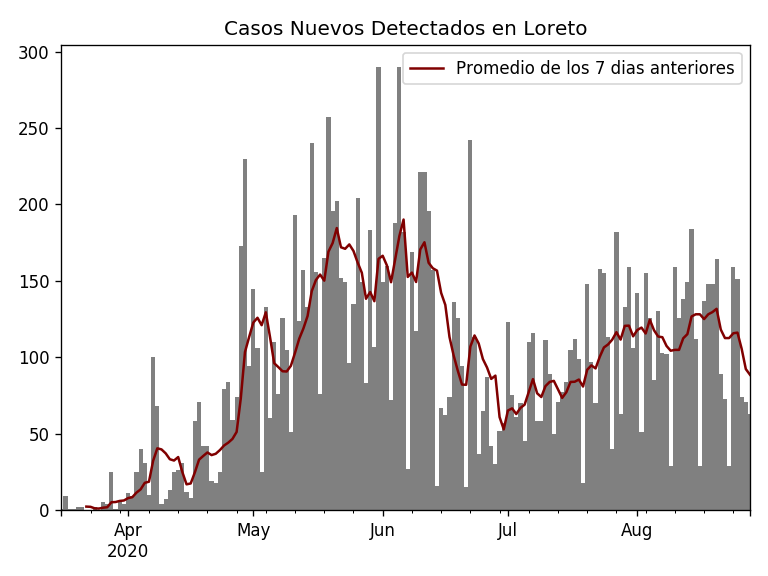 Casos Nuevos Detectados en Loreto
Promedio de los 7 dias anteriores
300
250
200
150
100
50
0
Apr
2020
May
Jun
Jul
Aug